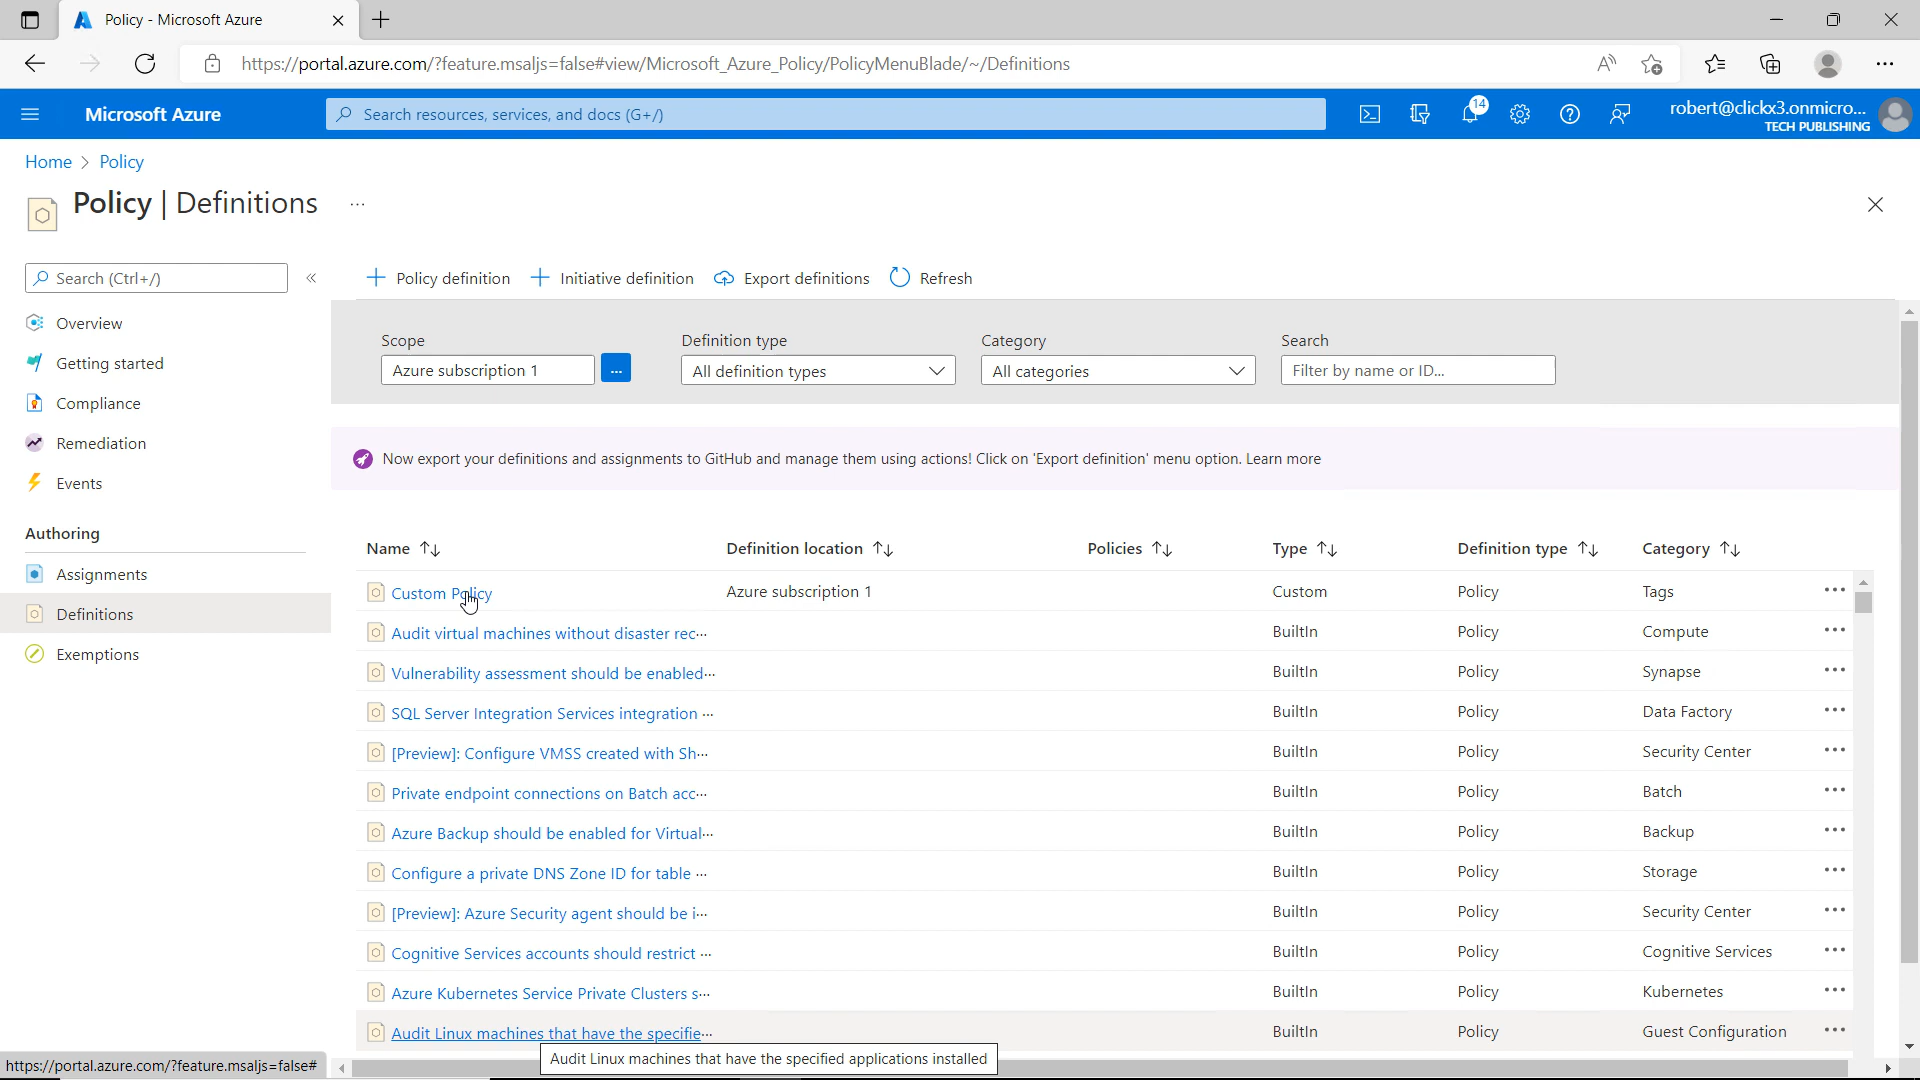 Policy - Microsoft Azure
https://portal.azure.com/?feature.msaljs=false#view/Microsoft_Azure_Policy/PolicyMenuBlade/~/Definitions
Microsoft Azure
Search resources, services, and docs (G+/)
14
robert@clickx3.onmicro...
TECH PUBLISHING
Home > Policy
Policy | Definitions ...
Search (Ctrl+/)
Overview
Getting started
Compliance
Remediation
Events
Authoring
Assignments
Definitions
Exemptions
Policy definition Initiative definition Export definitions Refresh
Scope Definition type Category Search
Azure subscription 1 ... All definition types All categories Filter by name or ID...
Now export your definitions and assignments to GitHub and manage them using actions! Click on 'Export definition' menu option. Learn more
Name Definition location Policies Type Definition type Category
Custom Policy Azure subscription 1 Custom Policy Tags ...
Audit virtual machines without disaster rec... BuiltIn Policy Compute ...
Vulnerability assessment should be enabled... BuiltIn Policy Synapse ...
SQL Server Integration Services integration ... BuiltIn Policy Data Factory ...
[Preview]: Configure VMSS created with Sh... BuiltIn Policy Security Center ...
Private endpoint connections on Batch acc... BuiltIn Policy Batch ...
Azure Backup should be enabled for Virtual... BuiltIn Policy Backup ...
Configure a private DNS Zone ID for table ... BuiltIn Policy Storage ...
[Preview]: Azure Security agent should be i... BuiltIn Policy Security Center ...
Cognitive Services accounts should restrict ... BuiltIn Policy Cognitive Services ...
Azure Kubernetes Service Private Clusters s... BuiltIn Policy Kubernetes ...
Audit Linux machines that have the specifie... BuiltIn Policy Guest Configuration ...
Audit Linux machines that have the specified applications installed
https://portal.azure.com/?feature.msaljs=false#